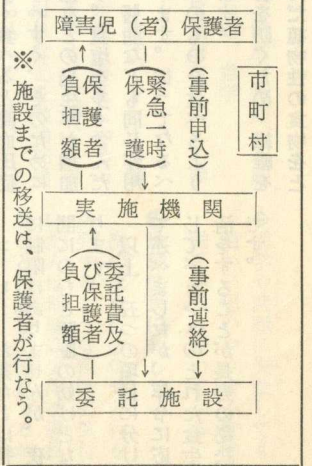 障害児（者）保護者
市町村
（事前申込）
（緊急一時
保護）
（保護者
負担額）
実施機関
（事前連絡）
（委託費及
び保護者
負担額）
委託施設
※ 施設までの移送は、保護者が行なう。